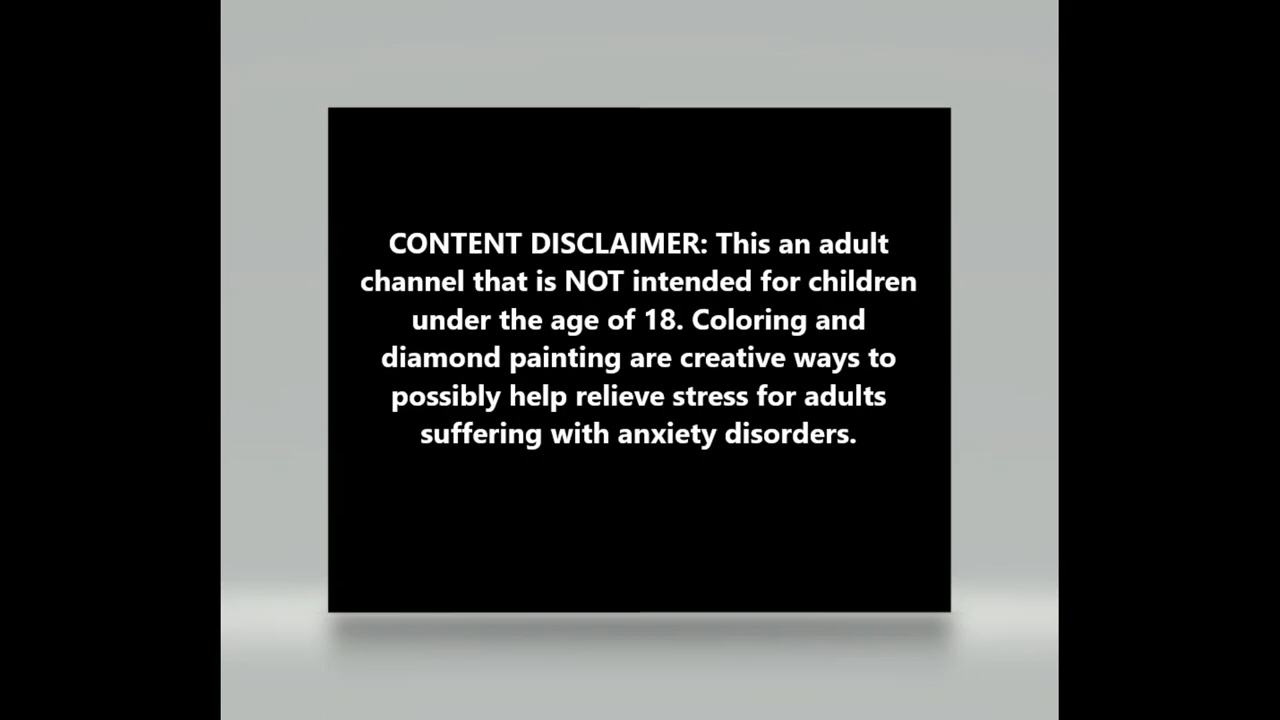 CONTENT DISCLAIMER: This an adult
channel that is NOT intended for children
under the age of 18. Coloring and
diamond painting are creative ways to
possibly help relieve stress for adults
suffering with anxiety disorders.